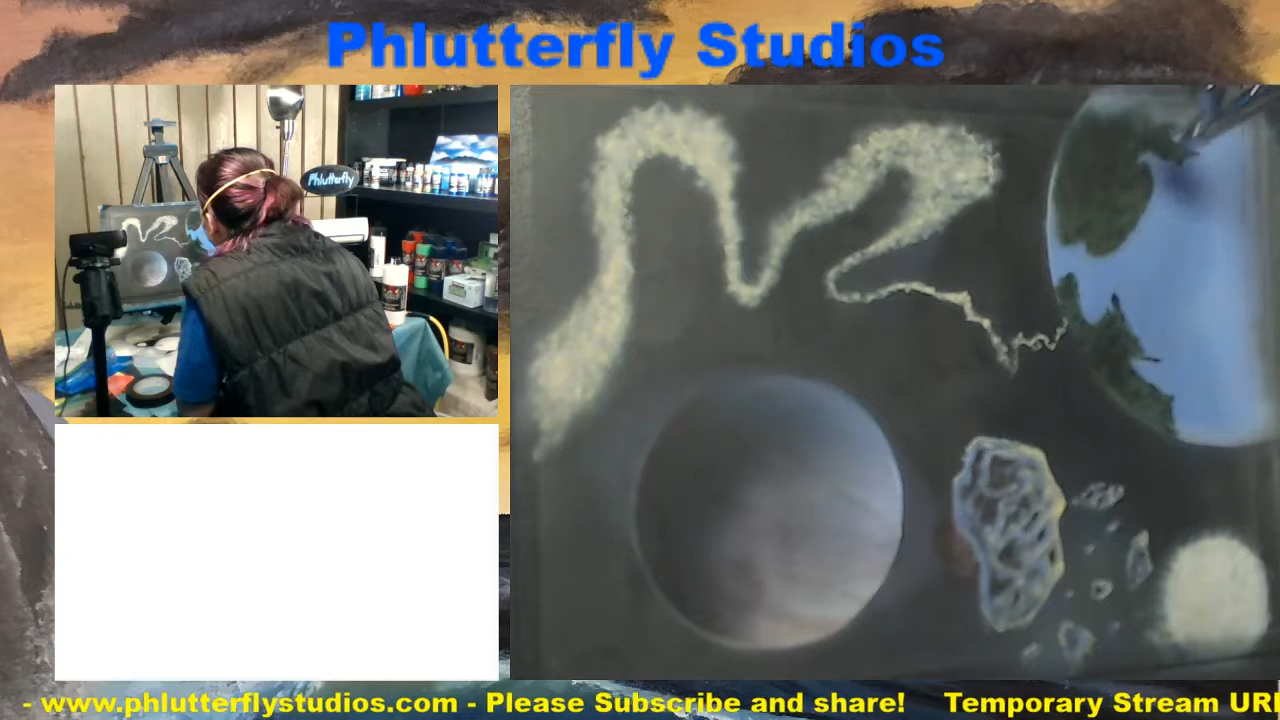 Phlutterfly Studios
Phlutterfly
- www.phlutterflystudios.com - Please Subscribe and share! Temporary Stream URI